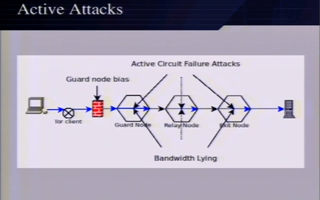 Active Attacks
Active Circuit Failure Attacks
Guard node bias
Tor client
Guard Node
Relay Node
Exit Node
Bandwidth Lying